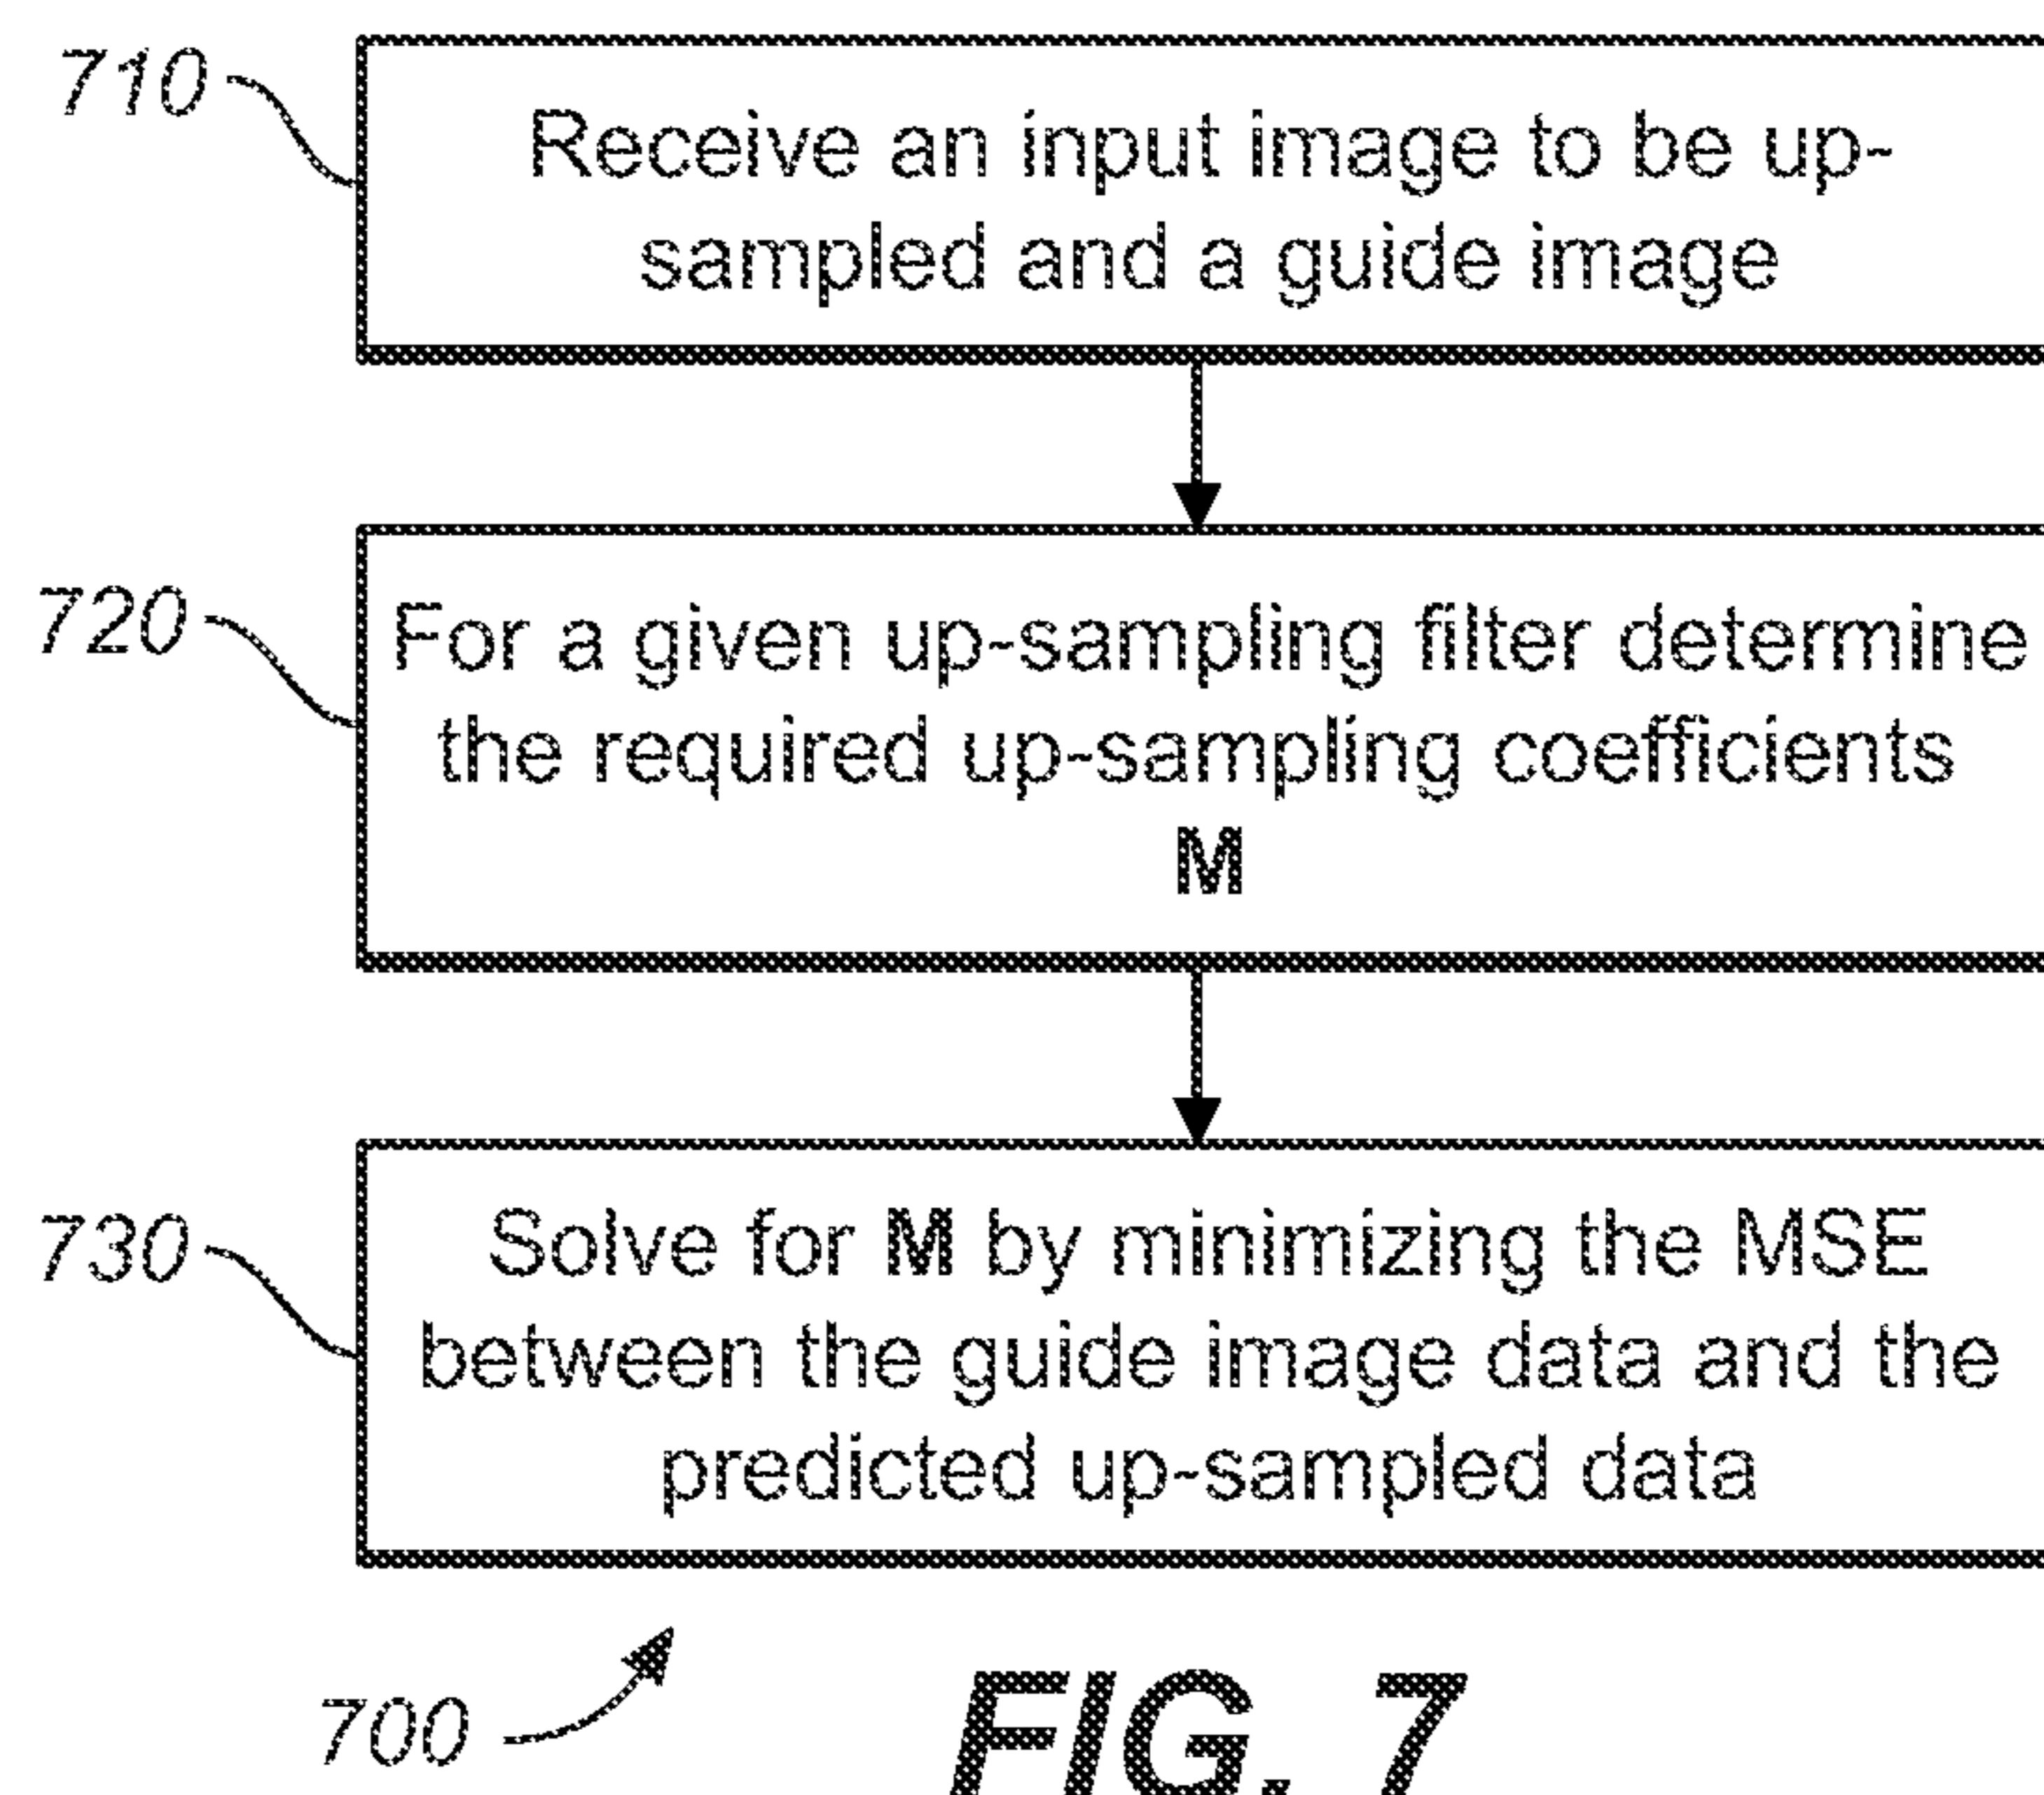 710
Receive an input image to be up-
sampled and a guide image
720
For a given up-sampling filter determine
the required up-sampling coefficients
M
730
Solve for M by minimizing the MSE
between the guide image data and the
predicted up-sampled data
700
FIG. 7